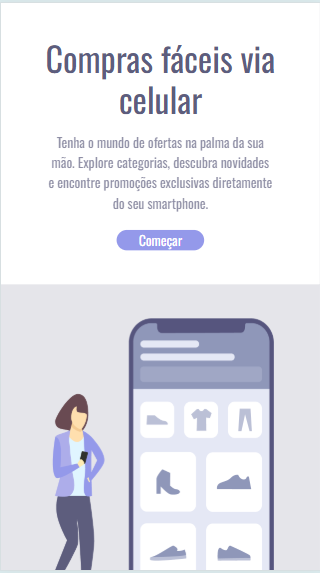 Compras fáceis via
celular
Tenha o mundo de ofertas na palma da sua
mão. Explore categorias, descubra novidades
e encontre promoções exclusivas diretamente
do seu smartphone.
Começar